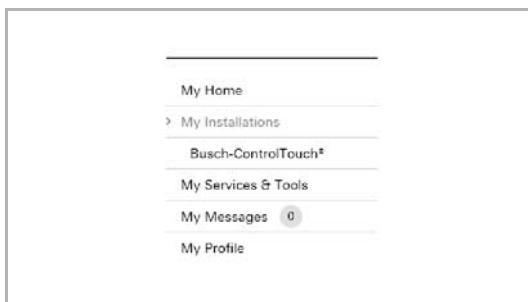 My Home
> My Installations
Busch-ControlTouch®
My Services & Tools
My Messages 0
My Profile